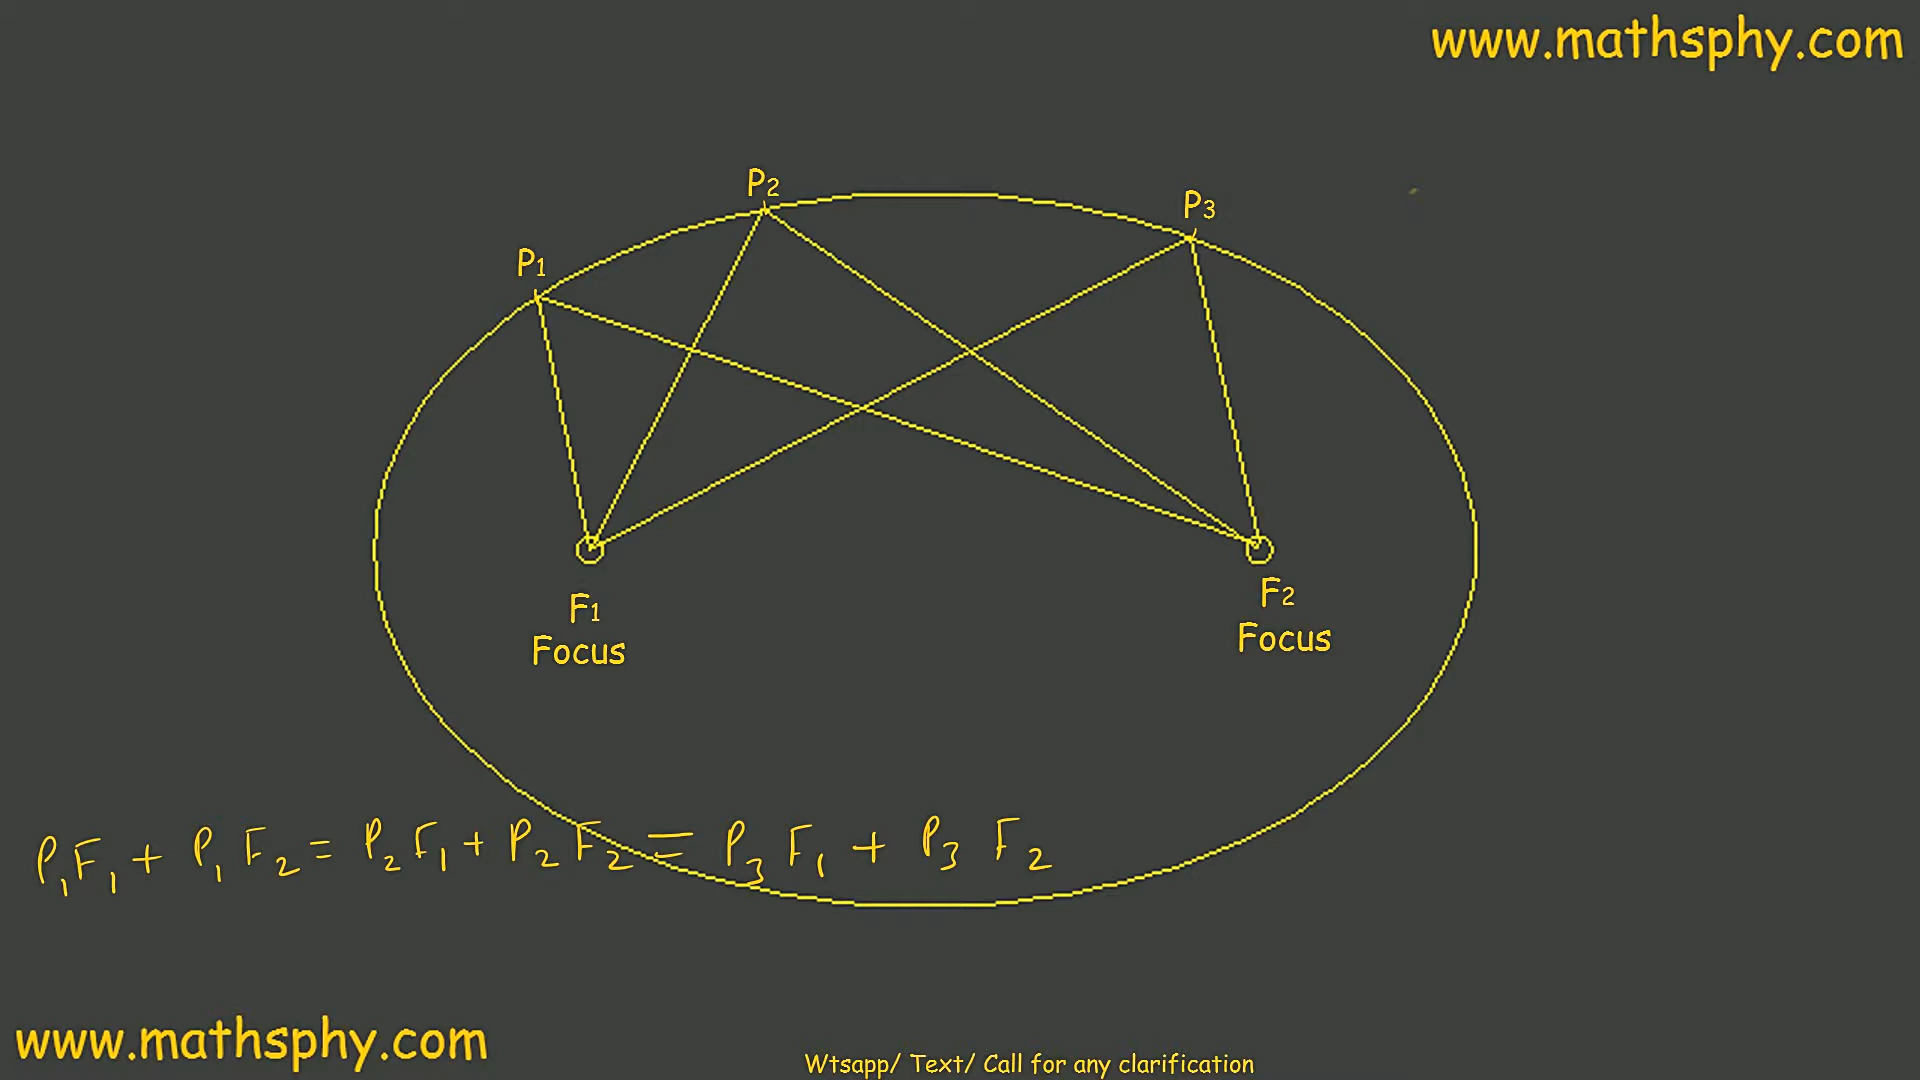 www.mathsphy.com
P2
P3
P1
F1
Focus
F2
Focus
P₁F₁ + P₁F₂ = P₂F₁ + P₂F₂ = P₃F₁ + P₃F₂
www.mathsphy.com
Wtsapp/ Text/ Call for any clarification